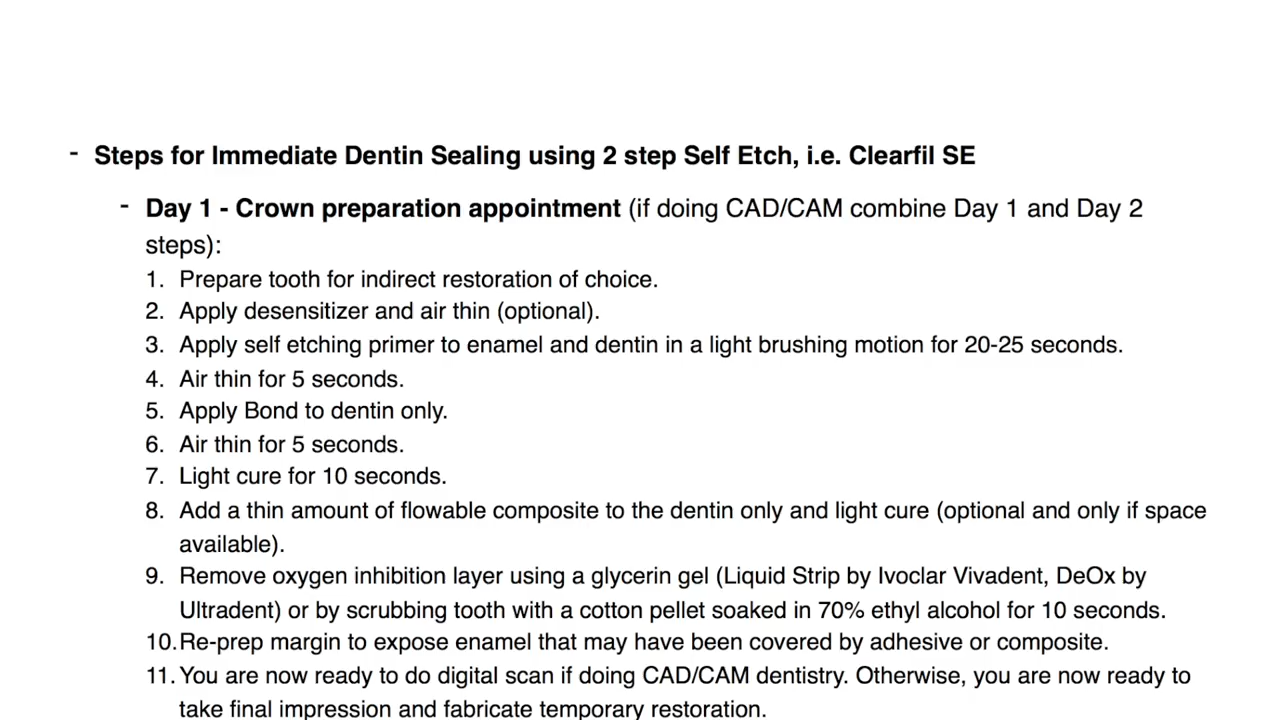 - Steps for Immediate Dentin Sealing using 2 step Self Etch, i.e. Clearfil SE
- Day 1 - Crown preparation appointment (if doing CAD/CAM combine Day 1 and Day 2
steps):
1. Prepare tooth for indirect restoration of choice.
2. Apply desensitizer and air thin (optional).
3. Apply self etching primer to enamel and dentin in a light brushing motion for 20-25 seconds.
4. Air thin for 5 seconds.
5. Apply Bond to dentin only.
6. Air thin for 5 seconds.
7. Light cure for 10 seconds.
8. Add a thin amount of flowable composite to the dentin only and light cure (optional and only if space
available).
9. Remove oxygen inhibition layer using a glycerin gel (Liquid Strip by Ivoclar Vivadent, DeOx by
Ultradent) or by scrubbing tooth with a cotton pellet soaked in 70% ethyl alcohol for 10 seconds.
10. Re-prep margin to expose enamel that may have been covered by adhesive or composite.
11. You are now ready to do digital scan if doing CAD/CAM dentistry. Otherwise, you are now ready to
take final impression and fabricate temporary restoration.